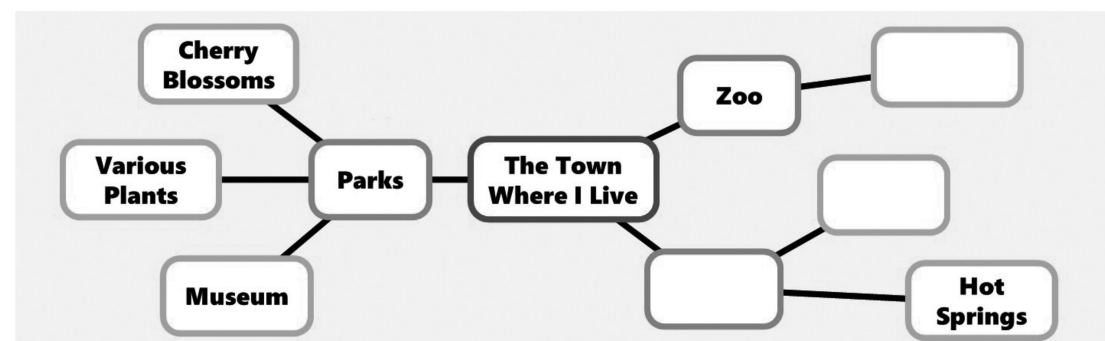 Cherry
Blossoms
Various
Plants
Parks
Museum
The Town
Where I Live
Zoo
Hot
Springs